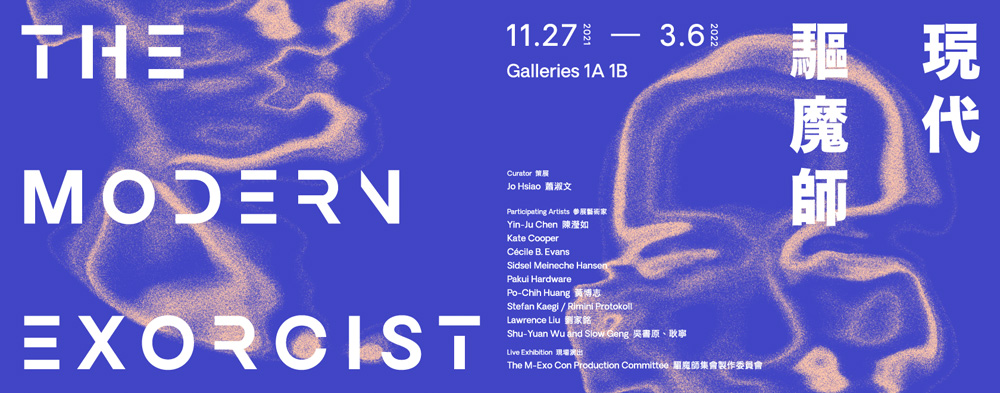 THE
MODERN
EXORCIST
11.27 2021 — 3.6 2022
Galleries 1A 1B
現代
驅魔師
Curator 策展
Jo Hsiao 蕭淑文
Participating Artists 參展藝術家
Yin-Ju Chen 陳瀅如
Kate Cooper
Cécile B. Evans
Sidsel Meineche Hansen
Pakui Hardware
Po-Chih Huang 黃博志
Stefan Kaegi / Rimini Protokoll
Lawrence Liu 劉家銘
Shu-Yuan Wu and Siow Geng 吳書原、耿寧
Live Exhibition 現場演出
The M-Exo Con Production Committee 驅魔師集會製作委員會